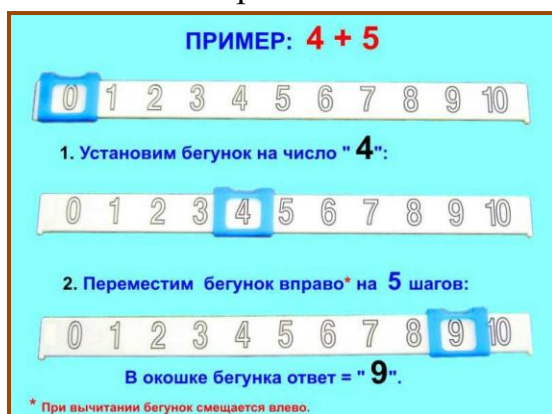 ПРИМЕР: 4 + 5
0 1 2 3 4 5 6 7 8 9 10
1. Установим бегунок на число " 4":
0 1 2 3 4 5 6 7 8 9 10
2. Переместим бегунок вправо* на 5 шагов:
0 1 2 3 4 5 6 7 8 9 10
В окошке бегунка ответ = " 9".
* При вычитании бегунок смещается влево.